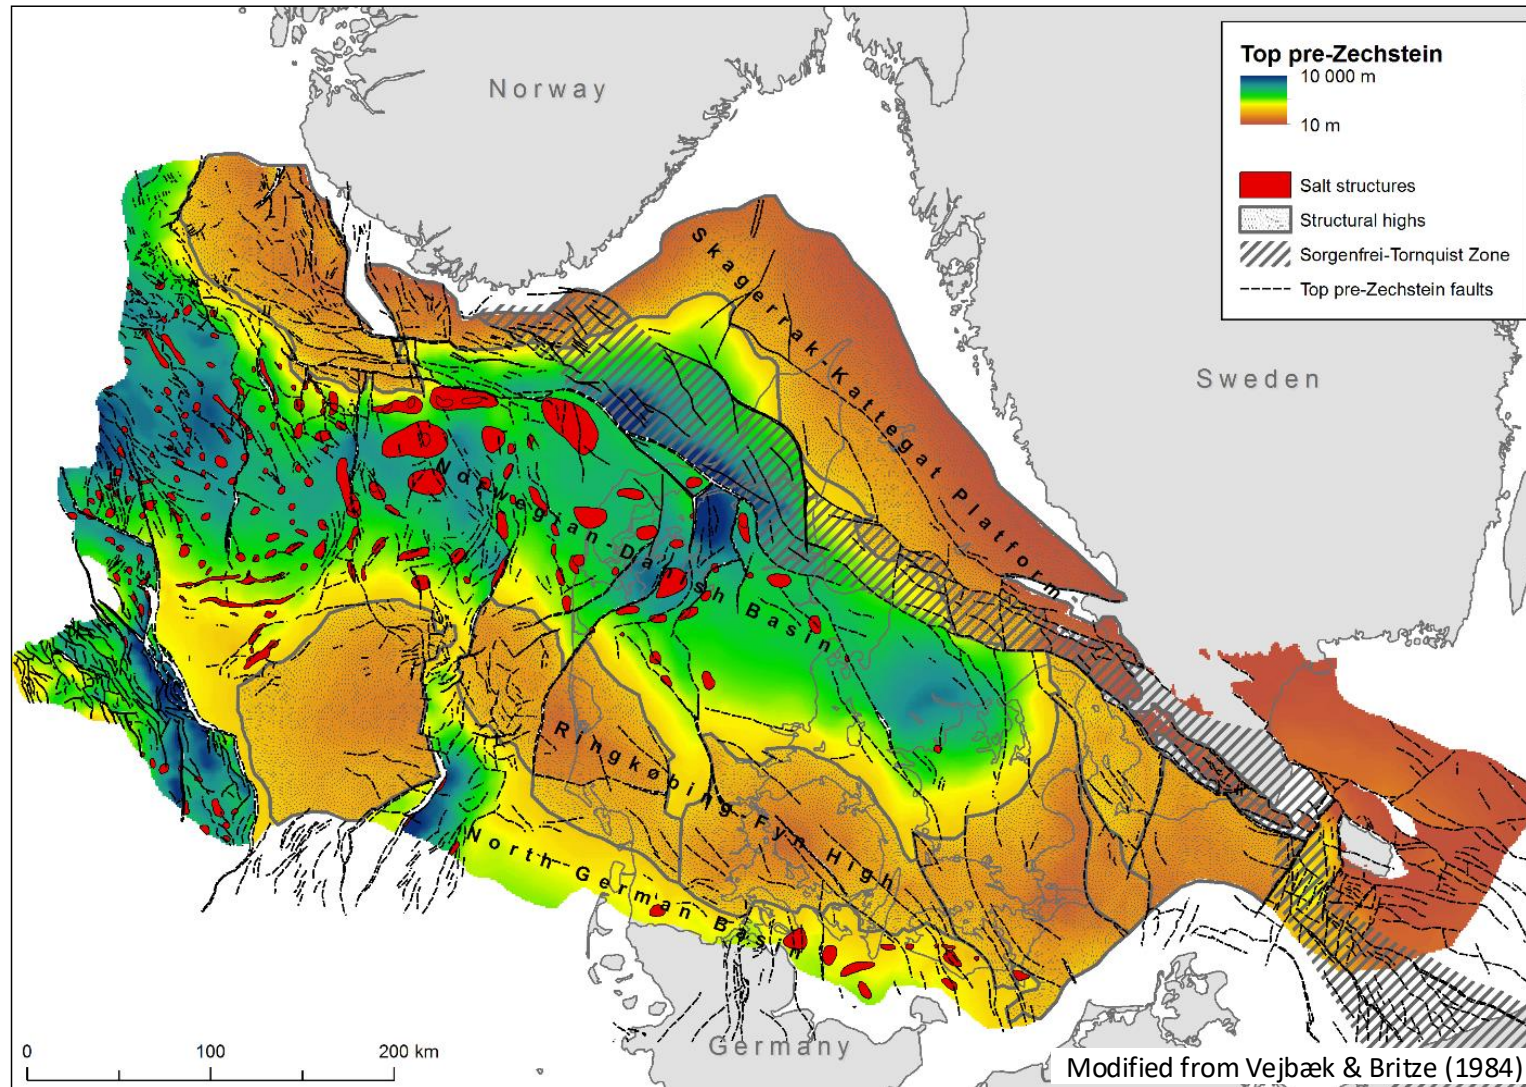 Norway
Sweden
Germany
Skagerrak-Kattegat Platform
Norwegian Danish Basin
Ringkøbing-Fyn High
North German Basin
Top pre-Zechstein
10 000 m
10 m
Salt structures
Structural highs
Sorgenfrei-Tornquist Zone
Top pre-Zechstein faults
0 100 200 km
Modified from Vejbæk & Britze (1984)